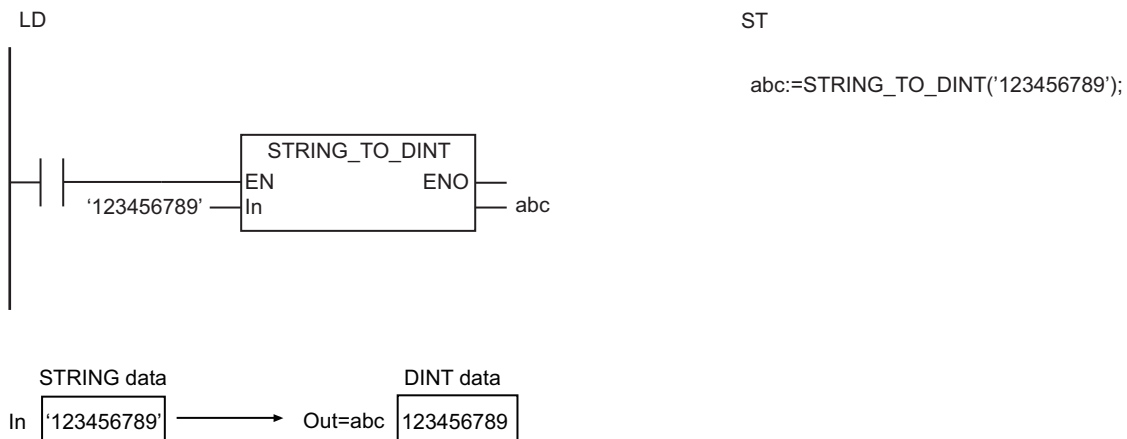 LD
ST
abc:=STRING_TO_DINT('123456789');
STRING_TO_DINT
EN ENO
‘123456789’ In abc
STRING data DINT data
In ‘123456789’ Out=abc 123456789